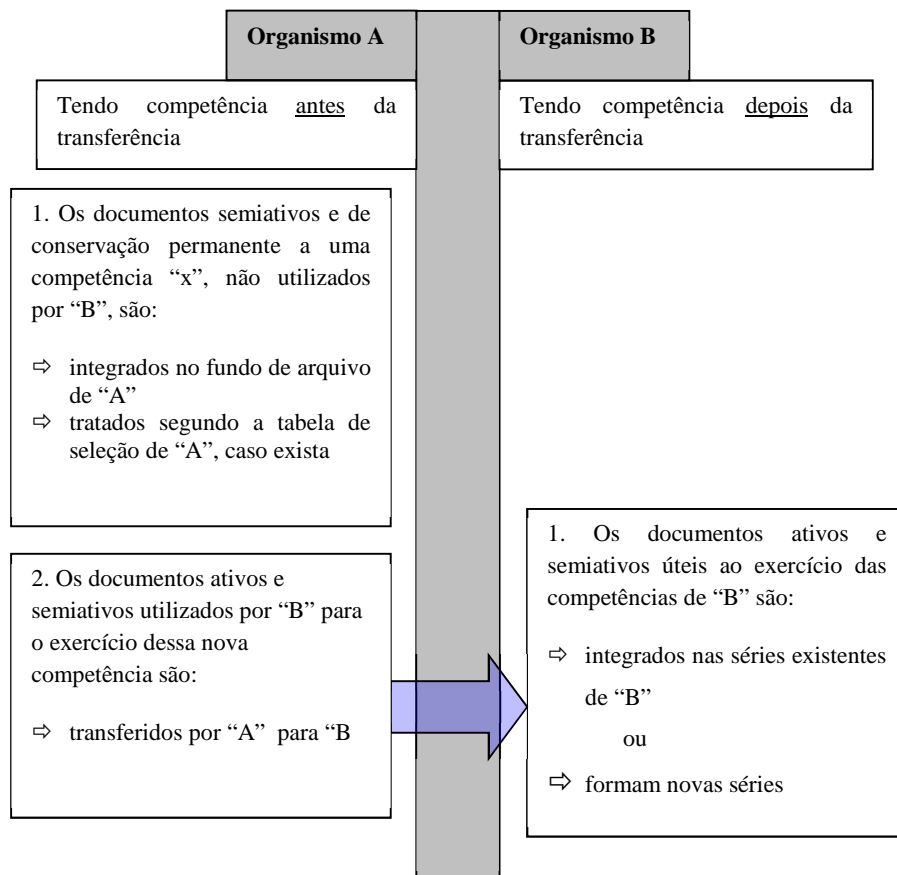 Organismo A
Organismo B
Tendo competência antes da
transferência
Tendo competência depois da
transferência
1. Os documentos semiativos e de
conservação permanente a uma
competência “x”, não utilizados
por “B”, são:
⇨ integrados no fundo de arquivo
de “A”
⇨ tratados segundo a tabela de
seleção de “A”, caso exista
2. Os documentos ativos e
semiativos utilizados por “B” para
o exercício dessa nova
competência são:
⇨ transferidos por “A” para “B
1. Os documentos ativos e
semiativos úteis ao exercício das
competências de “B” são:
⇨ integrados nas séries existentes
de “B”
ou
⇨ formam novas séries